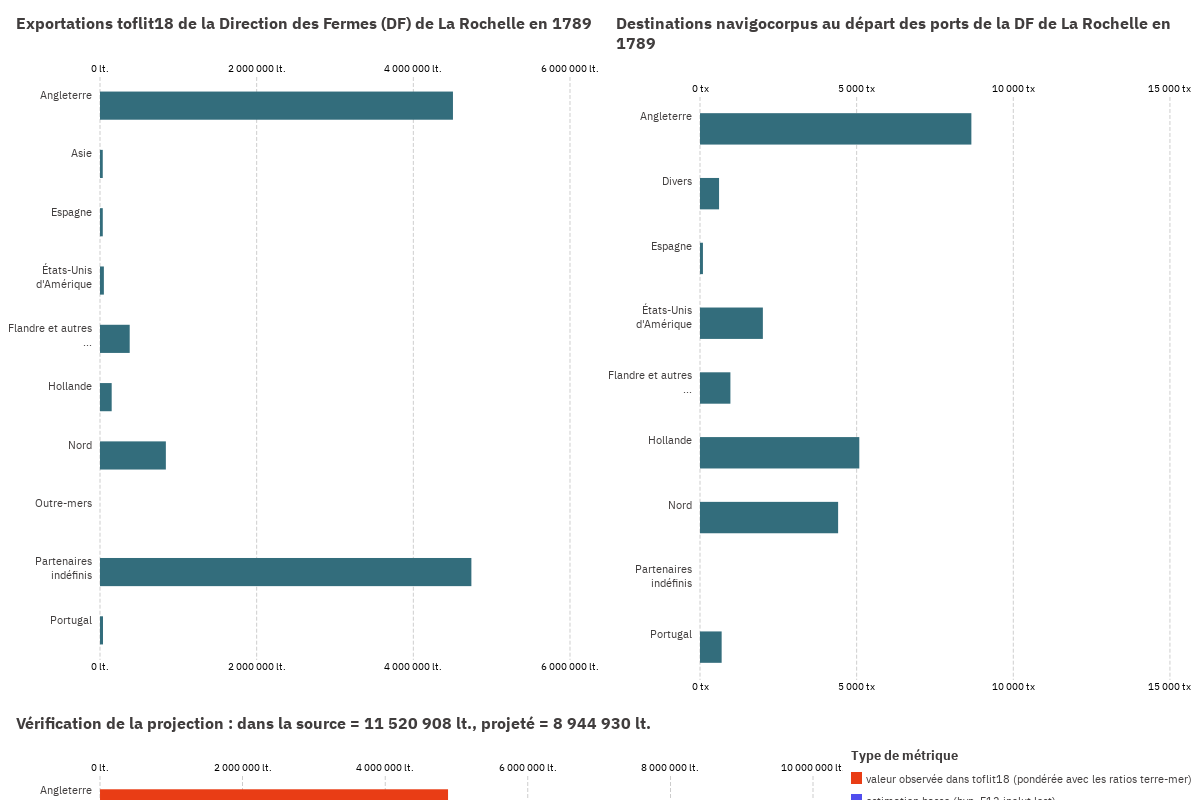 Exportations toflit18 de la Direction des Fermes (DF) de La Rochelle en 1789
0 lt.
2 000 000 lt.
4 000 000 lt.
6 000 000 lt.
Angleterre
Asie
Espagne
États-Unis
d'Amérique
Flandre et autres
...
Hollande
Nord
Outre-mers
Partenaires
indéfinis
Portugal
0 lt.
2 000 000 lt.
4 000 000 lt.
6 000 000 lt.
Destinations navigocorpus au départ des ports de la DF de La Rochelle en
1789
0 tx
5 000 tx
10 000 tx
15 000 tx
Angleterre
Divers
Espagne
États-Unis
d'Amérique
Flandre et autres
...
Hollande
Nord
Partenaires
indéfinis
Portugal
0 tx
5 000 tx
10 000 tx
15 000 tx
Vérification de la projection : dans la source = 11 520 908 lt., projeté = 8 944 930 lt.
0 lt.
2 000 000 lt.
4 000 000 lt.
6 000 000 lt.
8 000 000 lt.
10 000 000 lt
Angleterre
Type de métrique
valeur observée dans toflit18 (pondérée avec les ratios terre-mer)